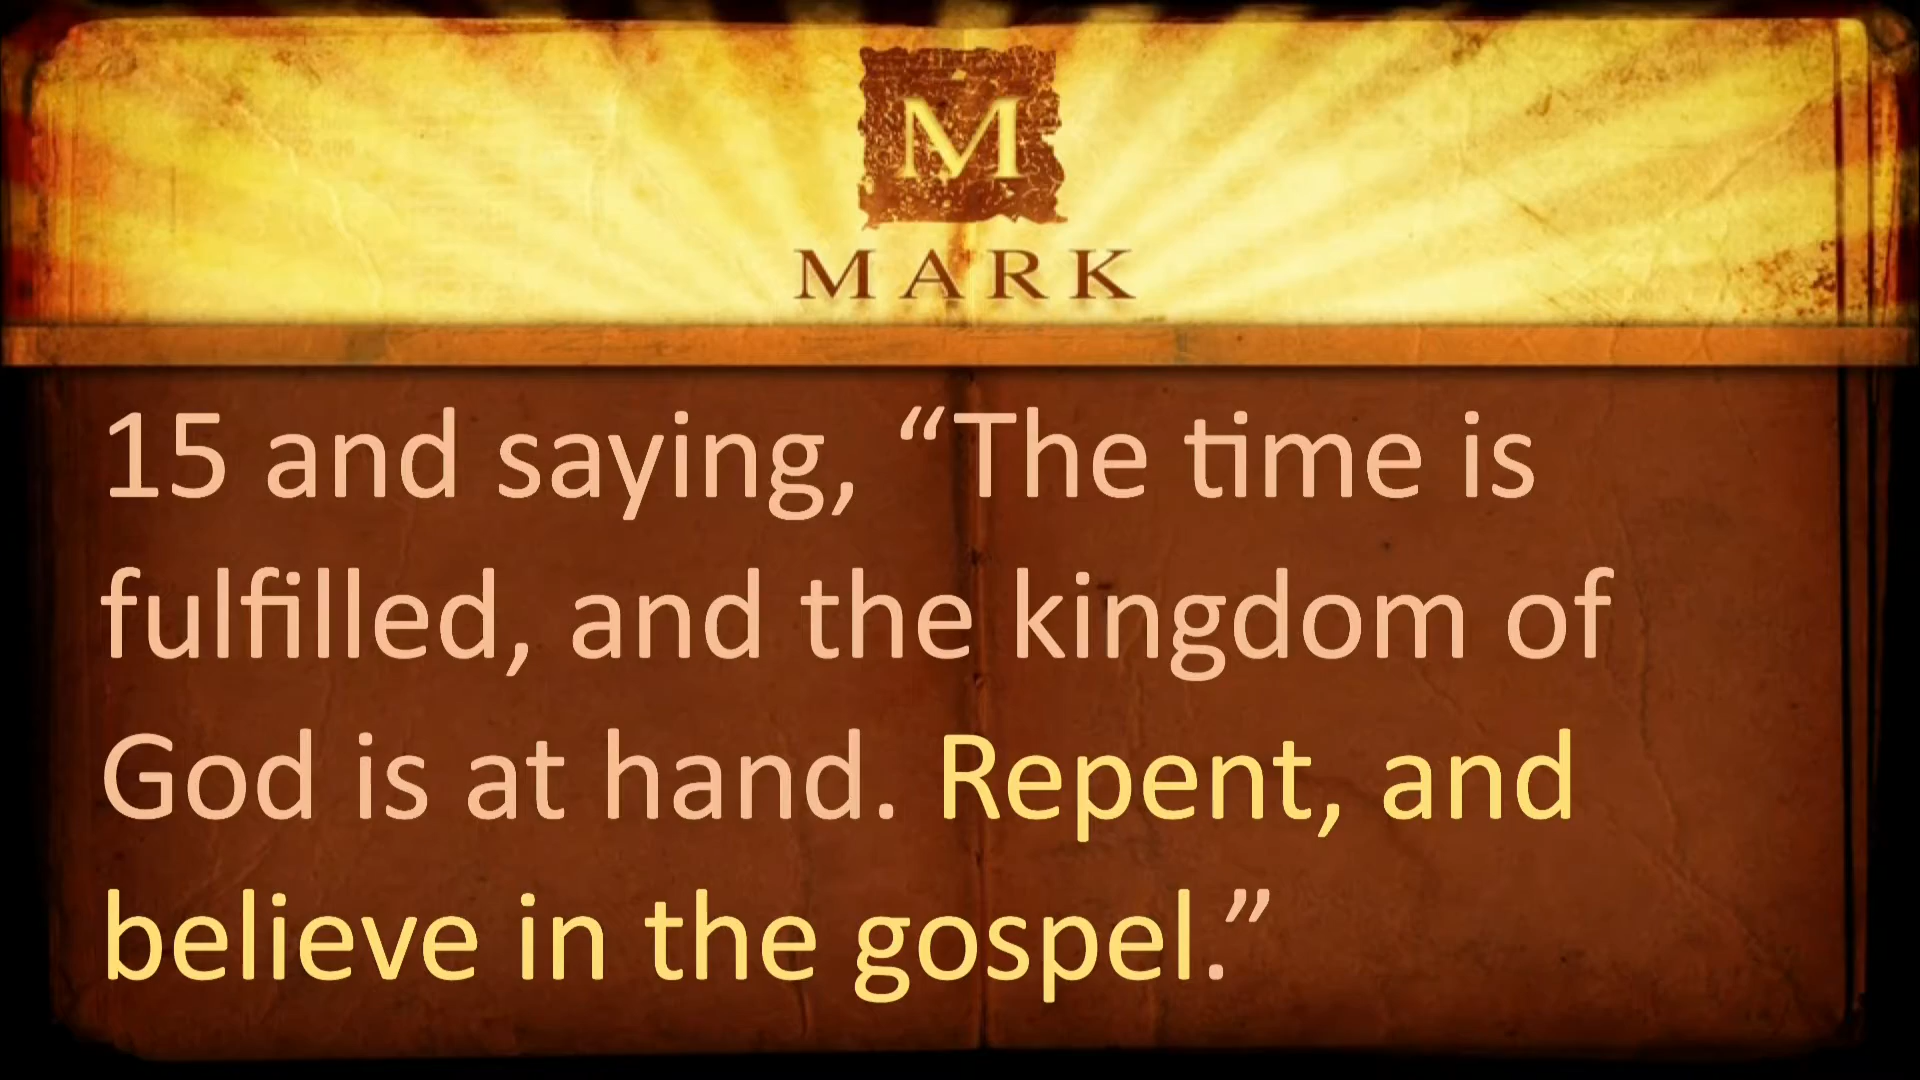 M
MARK
15 and saying, “The time is
fulfilled, and the kingdom of
God is at hand. Repent, and
believe in the gospel.”